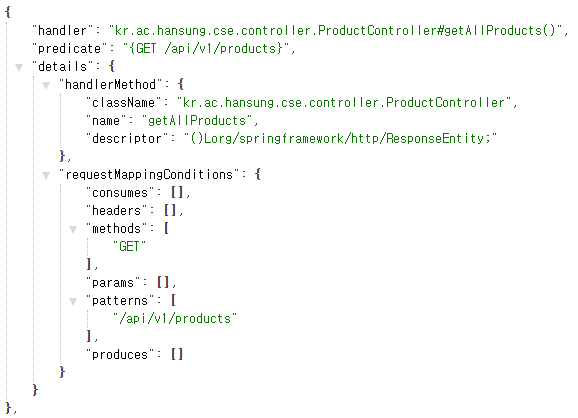 {
"handler": "kr.ac.hansung.cse.controller.ProductController#getAllProducts()",
"predicate": "{GET /api/v1/products}",
"details": {
"handlerMethod": {
"className": "kr.ac.hansung.cse.controller.ProductController",
"name": "getAllProducts",
"descriptor": "()Lorg/springframework/http/ResponseEntity;"
},
"requestMappingConditions": {
"consumes": [],
"headers": [],
"methods": [
"GET"
],
"params": [],
"patterns": [
"/api/v1/products"
],
"produces": []
}
}
},